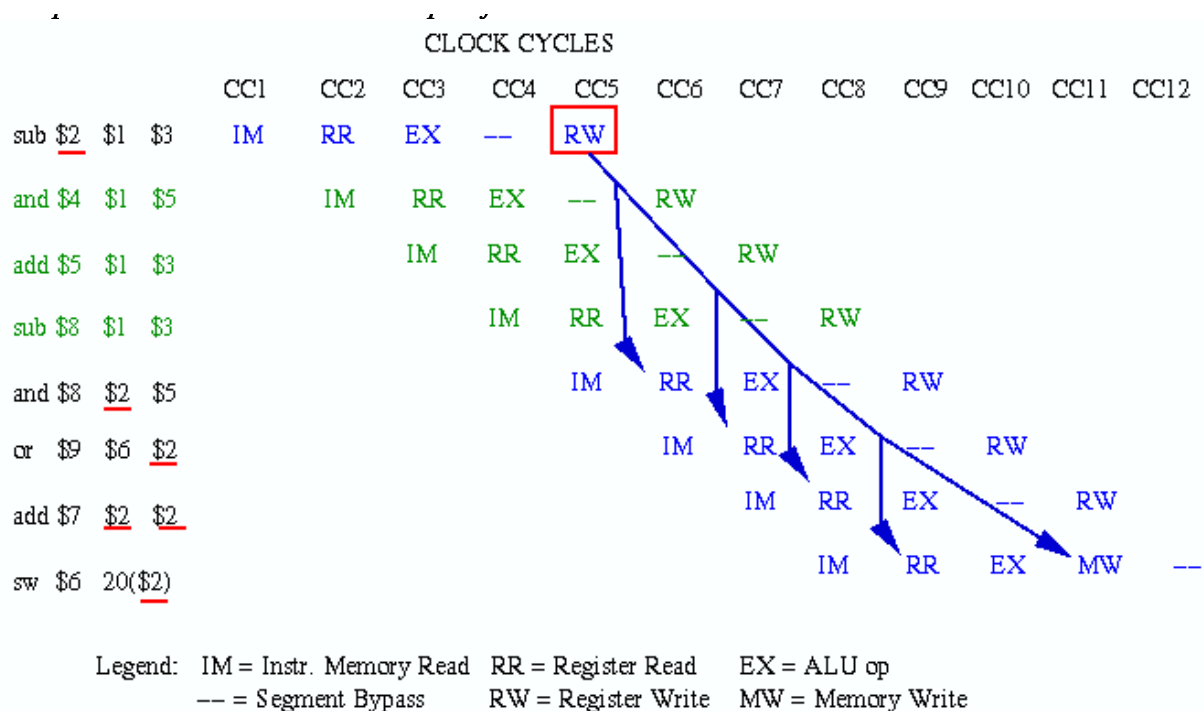 CLOCK CYCLES
CC1 CC2 CC3 CC4 CC5 CC6 CC7 CC8 CC9 CC10 CC11 CC12
sub $2 $1 $3 IM RR EX -- RW
and $4 $1 $5 IM RR EX -- RW
add $5 $1 $3 IM RR EX -- RW
sub $8 $1 $3 IM RR EX -- RW
and $8 $2 $5 IM RR EX -- RW
or $9 $6 $2 IM RR EX -- RW
add $7 $2 $2 IM RR EX -- RW
sw $6 20($2) IM RR EX MW --
Legend: IM = Instr. Memory Read RR = Register Read EX = ALU op
-- = Segment Bypass RW = Register Write MW = Memory Write